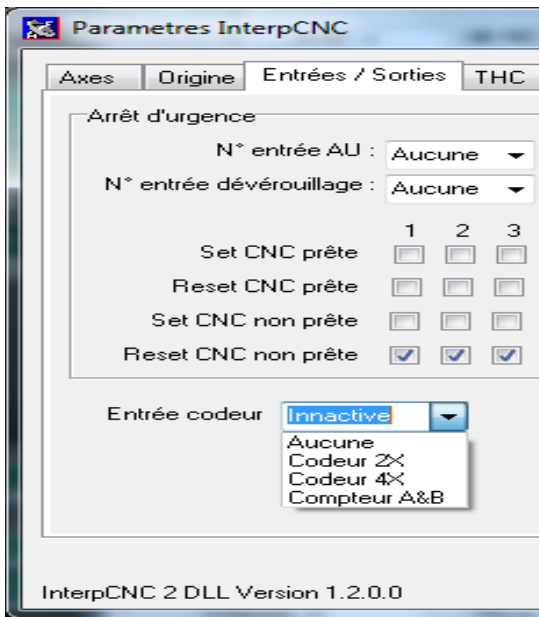 Parametres InterpCNC
Axes Origine Entrées / Sorties THC
Arrêt d'urgence
N° entrée AU : Aucune
N° entrée dévérouillage : Aucune
1 2 3
Set CNC prête
Reset CNC prête
Set CNC non prête
Reset CNC non prête
Entrée codeur Innactive
Aucune
Codeur 2X
Codeur 4X
Compteur A&B
InterpCNC 2 DLL Version 1.2.0.0